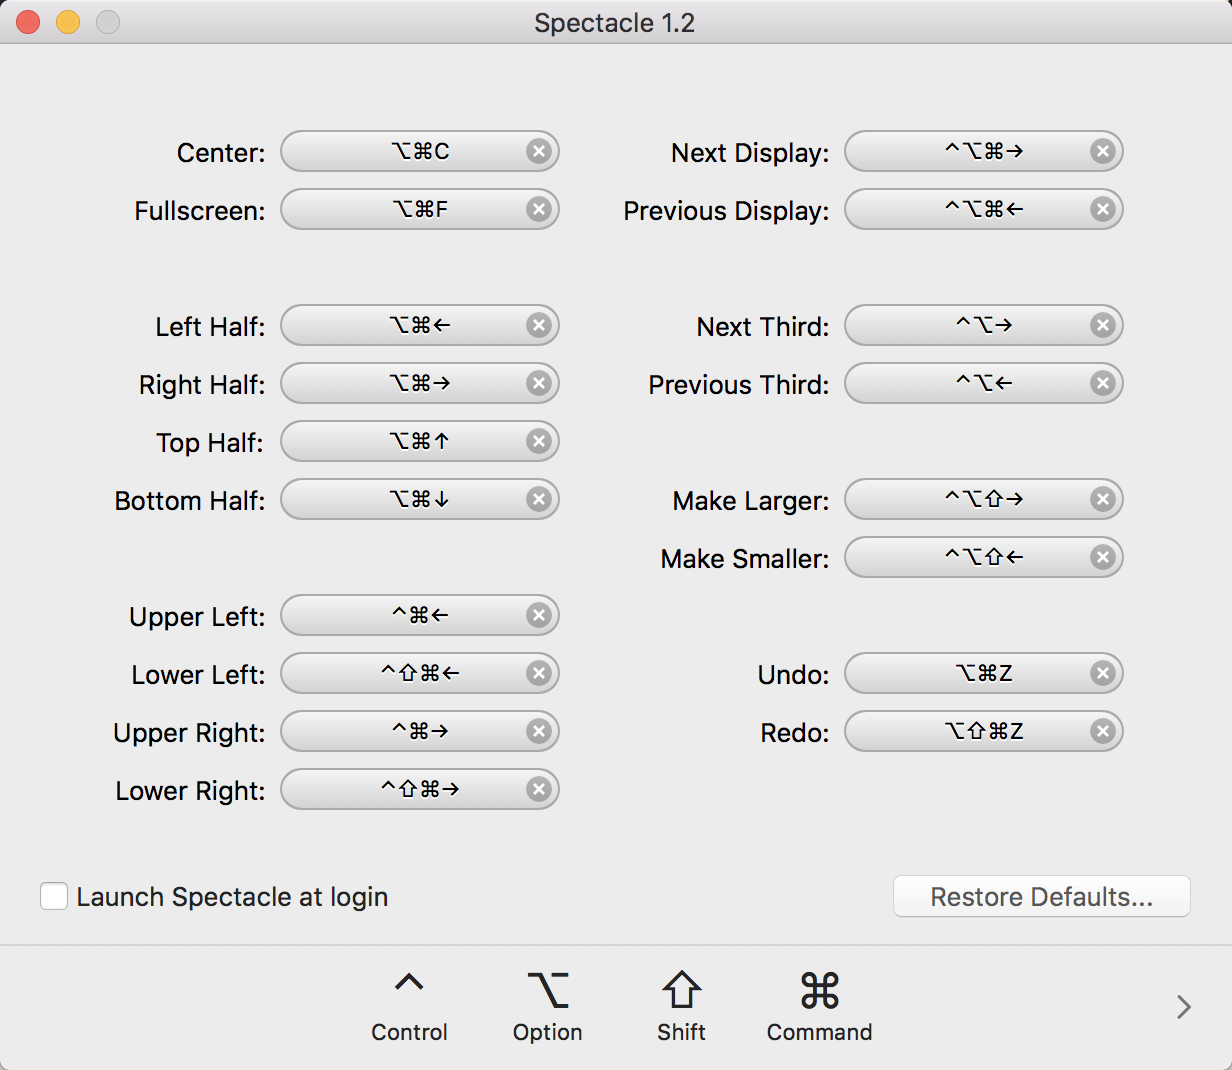 Spectacle 1.2
Center: ⌥⌘C
Fullscreen: ⌥⌘F
Left Half: ⌥⌘←
Right Half: ⌥⌘→
Top Half: ⌥⌘↑
Bottom Half: ⌥⌘↓
Upper Left: ^⌘←
Lower Left: ^⇧⌘←
Upper Right: ^⌘→
Lower Right: ^⇧⌘→
Next Display: ^⌥⌘→
Previous Display: ^⌥⌘←
Next Third: ^⌥→
Previous Third: ^⌥←
Make Larger: ^⌥⇧→
Make Smaller: ^⌥⇧←
Undo: ⌥⌘Z
Redo: ⌥⇧⌘Z
Launch Spectacle at login
Restore Defaults...
^ ⌥ ⇧ ⌘
Control Option Shift Command